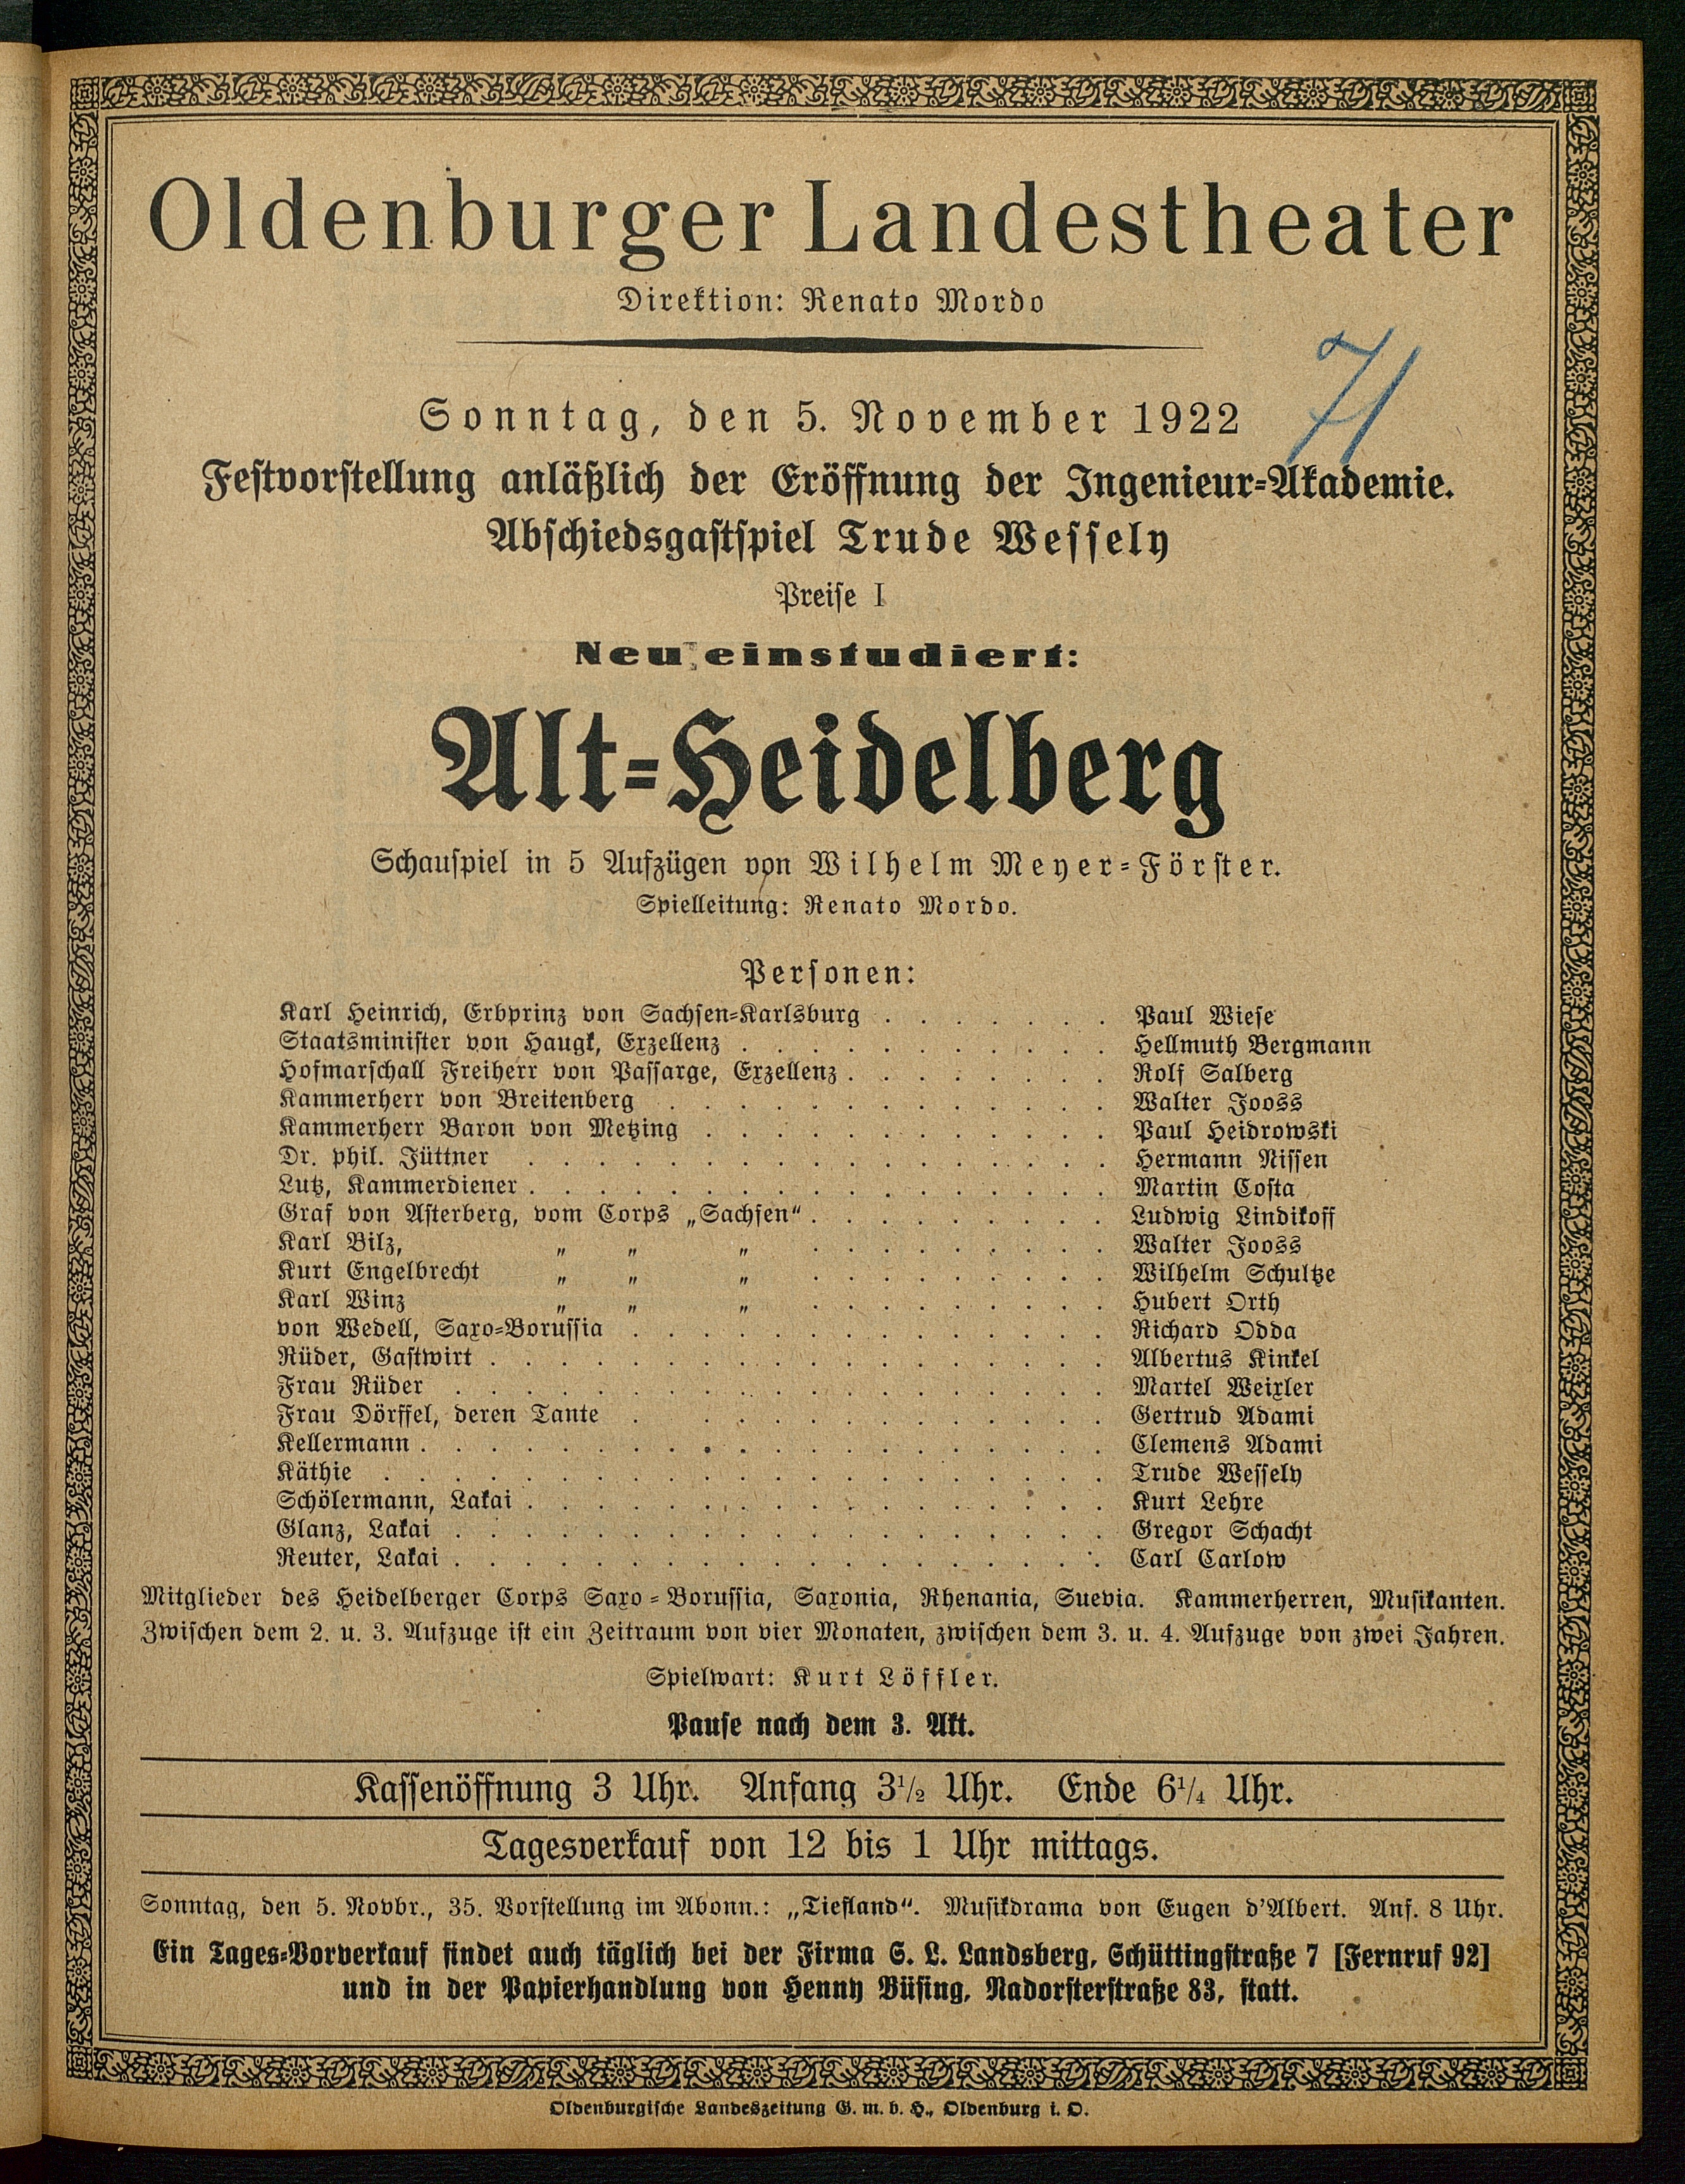 Oldenburger Landestheater
Direktion: Renato Mordo
71
Sonntag, den 5. November 1922
Festvorstellung anläßlich der Eröffnung der Ingenieur-Akademie.
Abschiedsgastspiel Trude Wessely
Preise I
Neu einstudiert:
Alt-Heidelberg
Schauspiel in 5 Aufzügen von Wilhelm Meyer-Förster.
Spielleitung: Renato Mordo.
Personen:
Karl Heinrich, Erbprinz von Sachsen-Karlsburg . . . . . . . Paul Wiese
Staatsminister von Haugk, Exzellenz . . . . . . . . . . . Hellmuth Bergmann
Hofmarschall Freiherr von Passarge, Exzellenz . . . . . . . . Rolf Salberg
Kammerherr von Breitenberg . . . . . . . . . . . . . Walter Jooss
Kammerherr Baron von Metzing . . . . . . . . . . . . Paul Heidrowski
Dr. phil. Jüttner . . . . . . . . . . . . . . . . . Hermann Nissen
Lutz, Kammerdiener . . . . . . . . . . . . . . . . . Martin Costa
Graf von Asterberg, vom Corps „Sachsen“ . . . . . . . . . Ludwig Lindikoff
Karl Bilz, " " " . . . . . . . . . Walter Jooss
Kurt Engelbrecht " " " . . . . . . . . . Wilhelm Schultze
Karl Winz " " " . . . . . . . . . Hubert Orth
von Wedell, Saxo-Borussia . . . . . . . . . . . . . . Richard Odda
Rüder, Gastwirt . . . . . . . . . . . . . . . . . . Albertus Kinkel
Frau Rüder . . . . . . . . . . . . . . . . . . . Martel Weixler
Frau Dörffel, deren Tante . . . . . . . . . . . . . Gertrud Adami
Kellermann . . . . . . . . . . . . . . . . . . . . Clemens Adami
Käthie . . . . . . . . . . . . . . . . . . . . . Trude Wessely
Schölermann, Lakai . . . . . . . . . . . . . . . . . Kurt Lehre
Glanz, Lakai . . . . . . . . . . . . . . . . . . . Gregor Schacht
Reuter, Lakai . . . . . . . . . . . . . . . . . . . Carl Carlow
Mitglieder des Heidelberger Corps Saxo-Borussia, Saxonia, Rhenania, Suevia. Kammerherren, Musikanten.
Zwischen dem 2. u. 3. Aufzuge ist ein Zeitraum von vier Monaten, zwischen dem 3. u. 4. Aufzuge von zwei Jahren.
Spielwart: Kurt Löffler.
Pause nach dem 3. Akt.
Kassenöffnung 3 Uhr. Anfang 3½ Uhr. Ende 6¼ Uhr.
Tagesverkauf von 12 bis 1 Uhr mittags.
Sonntag, den 5. Novbr., 35. Vorstellung im Abonn.: „Tiefland“. Musikdrama von Eugen d'Albert. Anf. 8 Uhr.
Ein Tages-Vorverkauf findet auch täglich bei der Firma S. L. Landsberg, Schüttingstraße 7 [Fernruf 92]
und in der Papierhandlung von Henny Büsing, Nadorsterstraße 83, statt.
Oldenburgische Landeszeitung G. m. b. H., Oldenburg i. O.